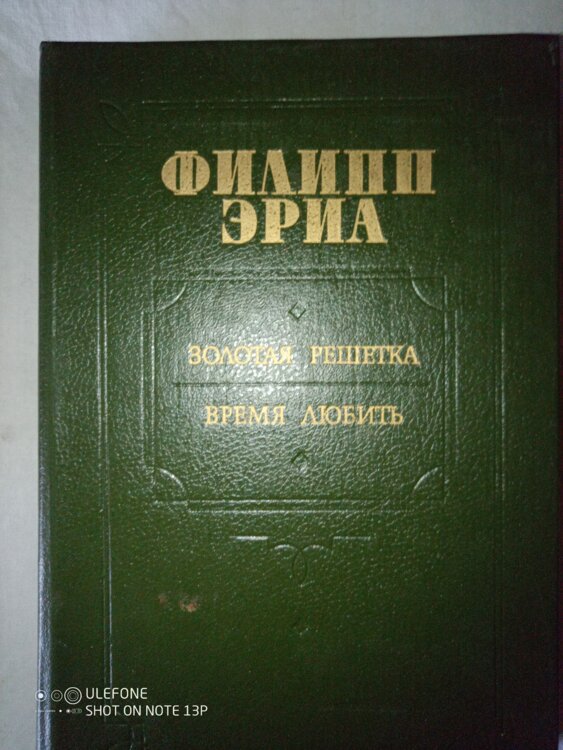 ФИЛИПП
ЭРИА
ЗОЛОТАЯ РЕШЕТКА
ВРЕМЯ ЛЮБИТЬ
ULEFONE
SHOT ON NOTE 13P